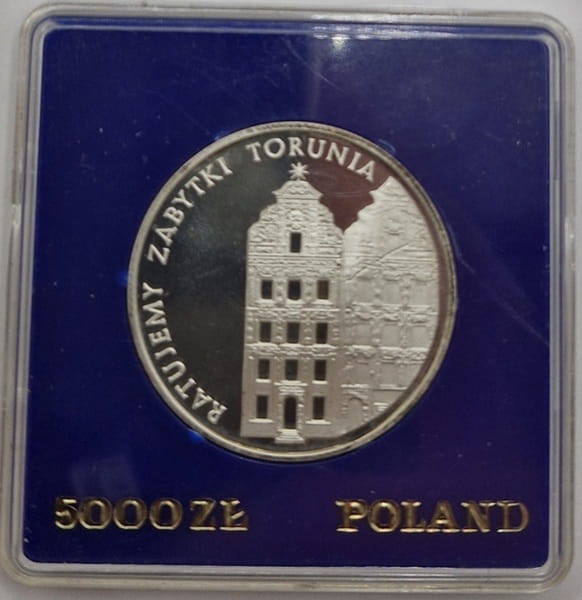 RATUJEMY ZABYTKI TORUNIA
5000 ZŁ POLAND